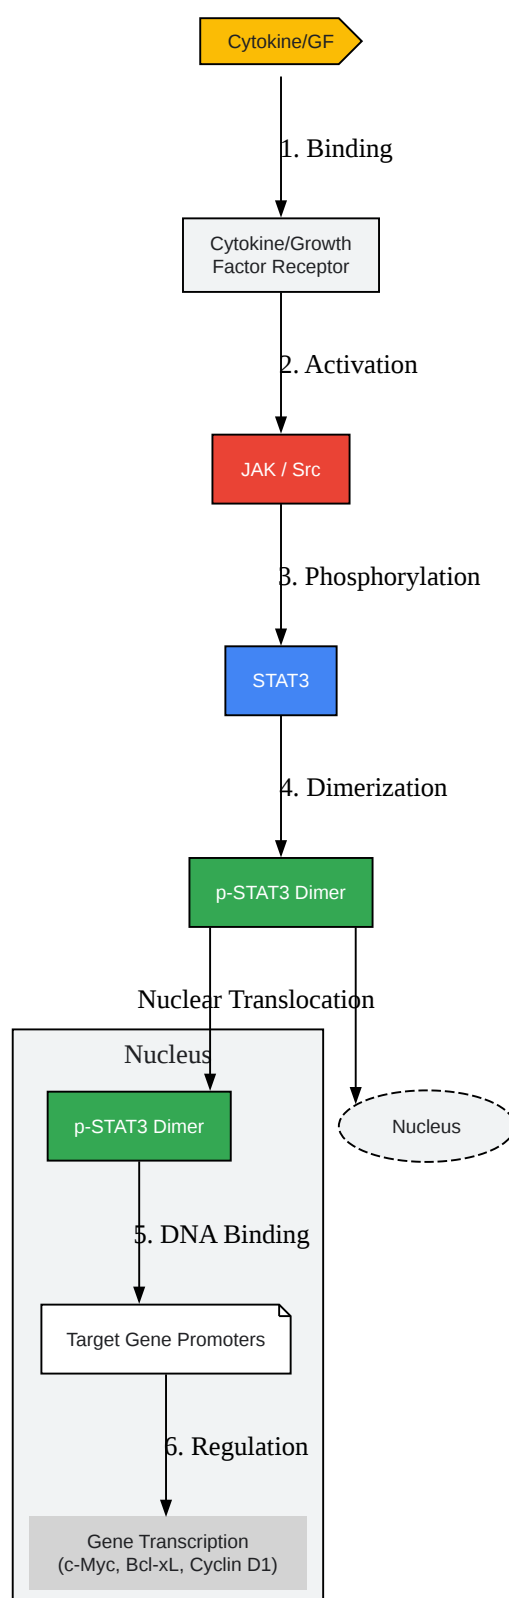 Cytokine/GF
1. Binding
Cytokine/Growth
Factor Receptor
2. Activation
JAK / Src
3. Phosphorylation
STAT3
4. Dimerization
p-STAT3 Dimer
Nuclear Translocation
Nucleus
p-STAT3 Dimer
Nucleus
5. DNA Binding
Target Gene Promoters
6. Regulation
Gene Transcription
(c-Myc, Bcl-xL, Cyclin D1)